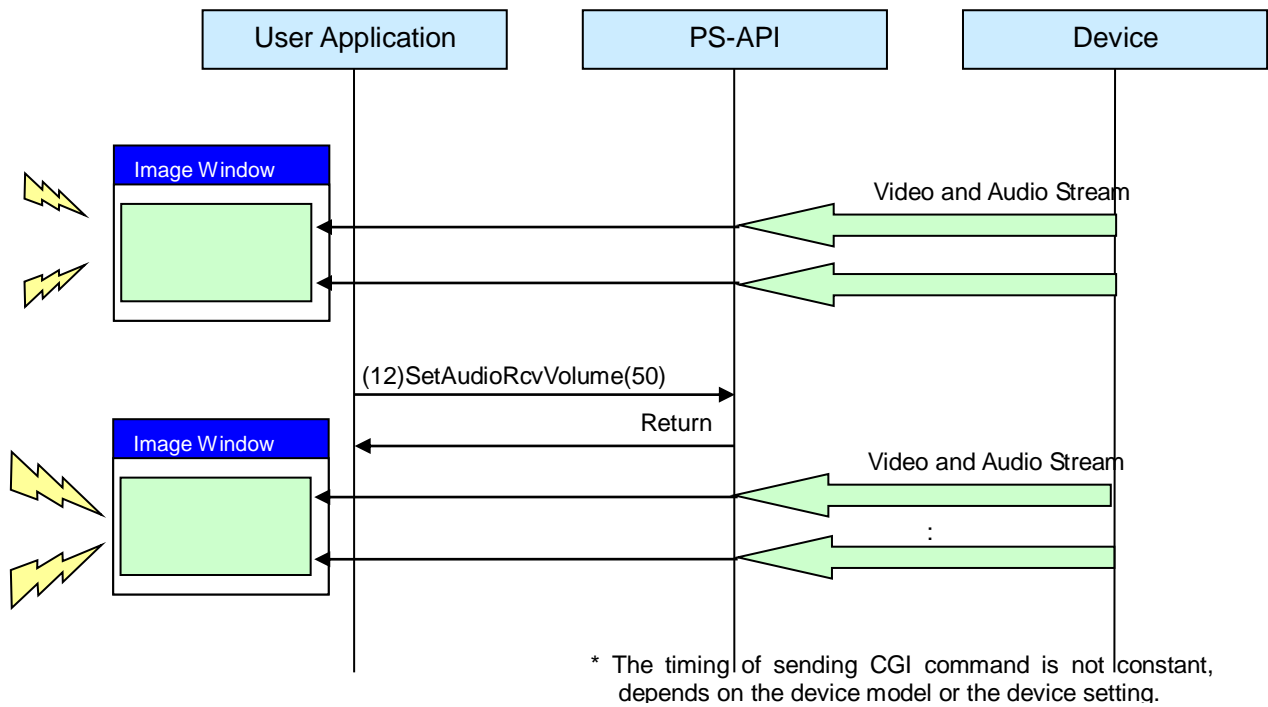 User Application
PS-API
Device
Image Window
Video and Audio Stream
(12)SetAudioRcvVolume(50)
Return
Image Window
Video and Audio Stream
:
* The timing of sending CGI command is not constant,
depends on the device model or the device setting.